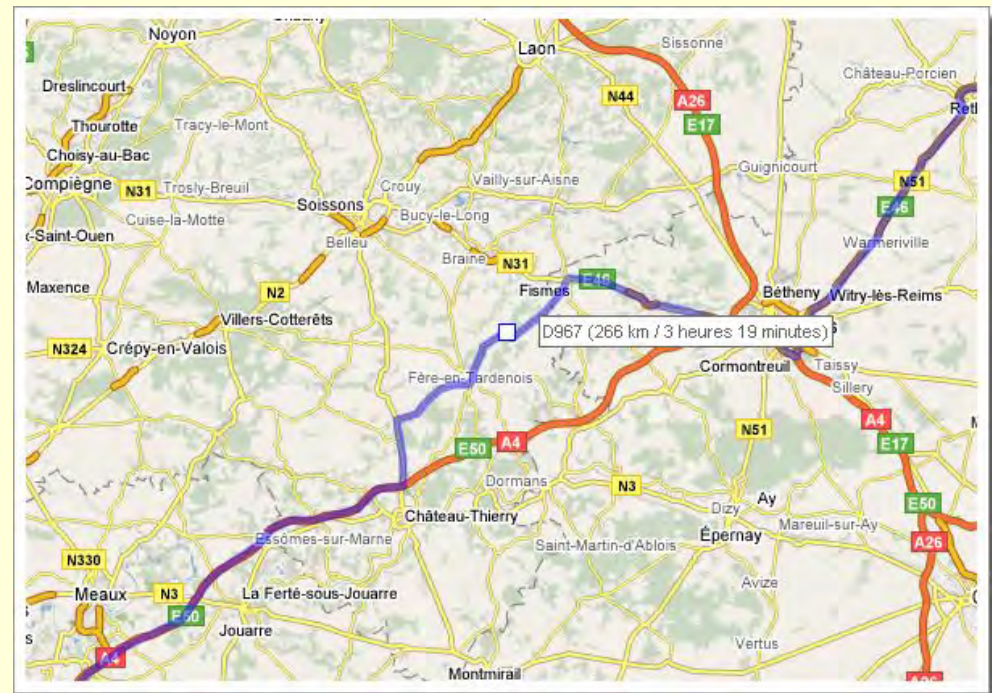 Noyon
Laon
Sissonne
Château-Porcien
Dreslincourt
N44
A26
E17
Thourotte
Tracy-le-Mont
Choisy-au-Bac
Guignicourt
Compiègne
N31
Trosly-Breuil
Crouy
Vailly-sur-Aisne
N51
Soissons
Bucy-le-Long
E46
Cuise-la-Motte
x-Saint-Ouen
Belleu
Warmeriville
Braine
N31
Maxence
N2
Fismes
E46
Bétheny
Witry-lès-Reims
Villers-Cotterêts
D967 (266 km / 3 heures 19 minutes)
s
N324
Crépy-en-Valois
Cormontreuil
Taissy
Fère-en-Tardenois
Sillery
A4
N51
E17
E50
A4
Dormans
N3
Ay
E50
Dizy
Château-Thierry
Mareuil-sur-Ay
Essômes-sur-Marne
Saint-Martin-d'Ablois
Épernay
A26
N330
Avize
Meaux
N3
La Ferté-sous-Jouarre
E50
Jouarre
Vertus
A4
Montmirail
A26